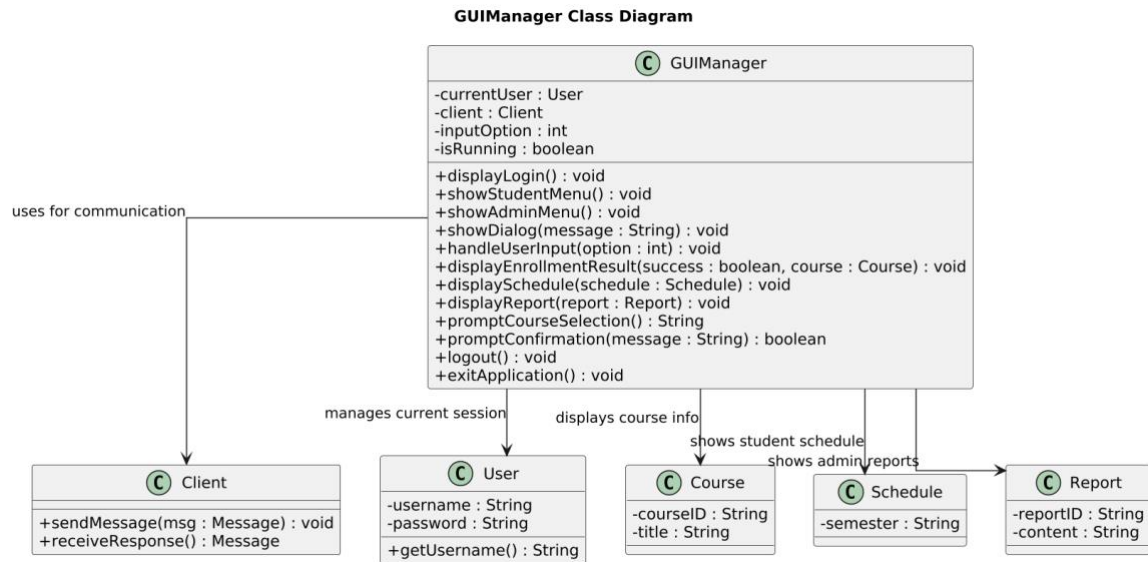 GUIManager Class Diagram
C GUIManager
-currentUser : User
-client : Client
-inputOption : int
-isRunning : boolean
+displayLogin() : void
+showStudentMenu() : void
+showAdminMenu() : void
+showDialog(message : String) : void
+handleUserInput(option : int) : void
+displayEnrollmentResult(success : boolean, course : Course) : void
+displaySchedule(schedule : Schedule) : void
+displayReport(report : Report) : void
+promptCourseSelection() : String
+promptConfirmation(message : String) : boolean
+logout() : void
+exitApplication() : void
uses for communication
manages current session
displays course info
shows student schedule
shows admin reports
C Client
+sendMessage(msg : Message) : void
+receiveResponse() : Message
C User
-username : String
-password : String
+getUsername() : String
C Course
-courseID : String
-title : String
C Schedule
-semester : String
C Report
-reportID : String
-content : String